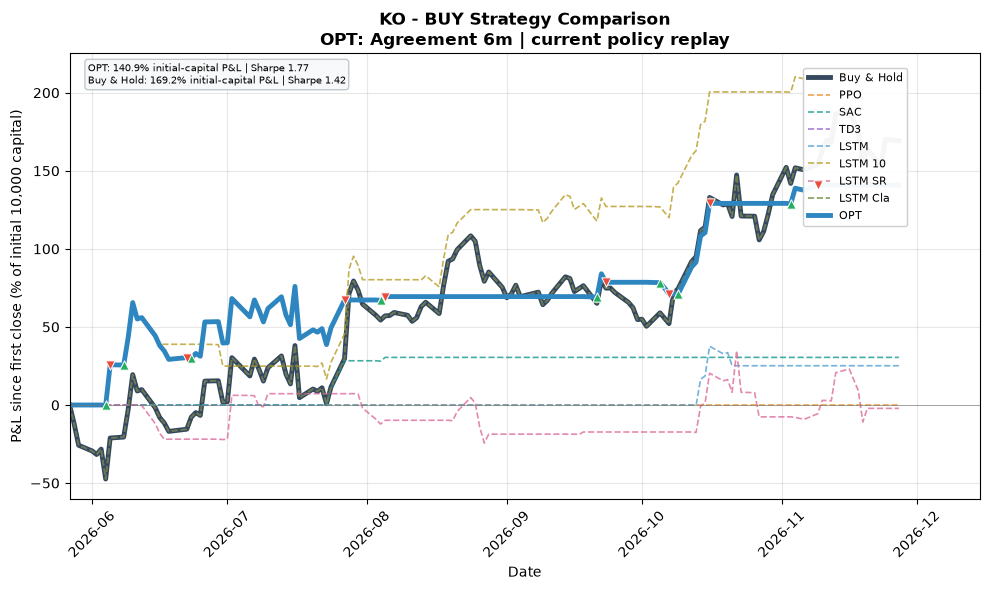 KO - BUY Strategy Comparison
OPT: Agreement 6m | current policy replay
OPT: 140.9% initial-capital P&L | Sharpe 1.77
Buy & Hold: 169.2% initial-capital P&L | Sharpe 1.42
Buy & Hold
PPO
SAC
TD3
LSTM
LSTM 10
LSTM SR
LSTM Cla
OPT
P&L since first close (% of initial 10,000 capital)
200
150
100
50
0
−50
2026-06
2026-07
2026-08
2026-09
2026-10
2026-11
2026-12
Date